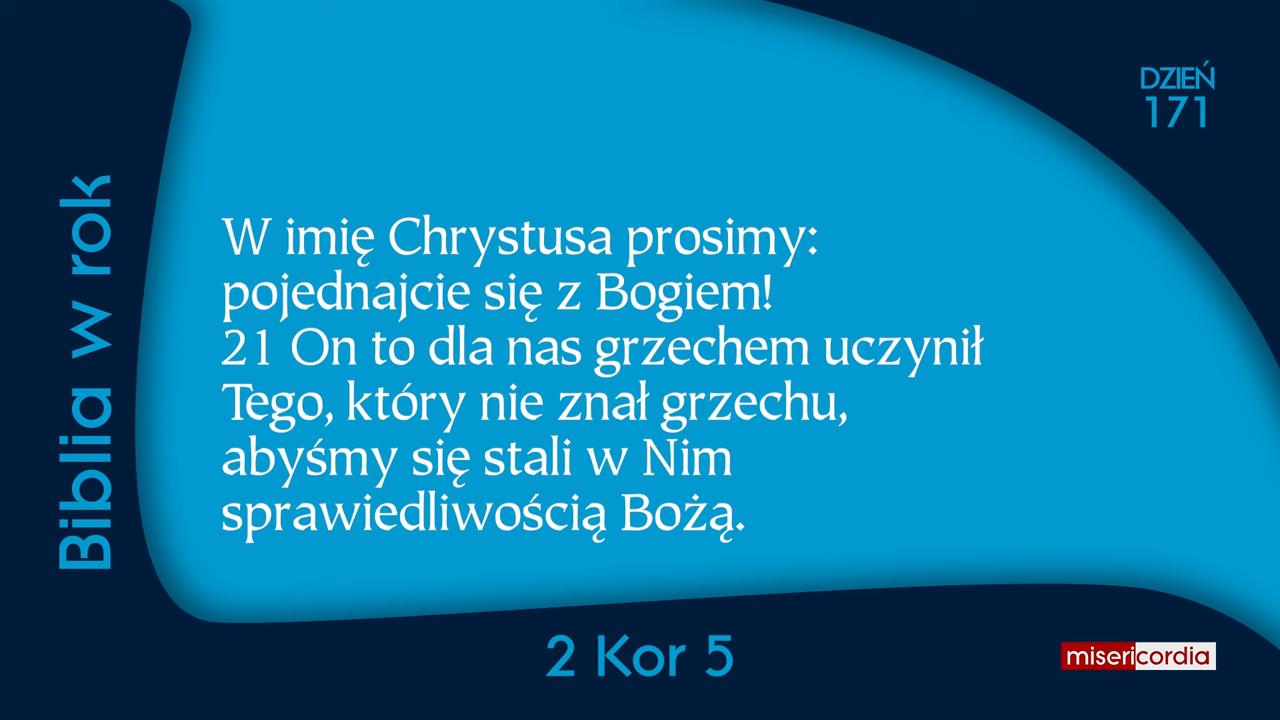 DZIEŃ
171
Biblia w rok
W imię Chrystusa prosimy:
pojednajcie się z Bogiem!
21 On to dla nas grzechem uczynił
Tego, który nie znał grzechu,
abyśmy się stali w Nim
sprawiedliwością Bożą.
2 Kor 5
misericordia